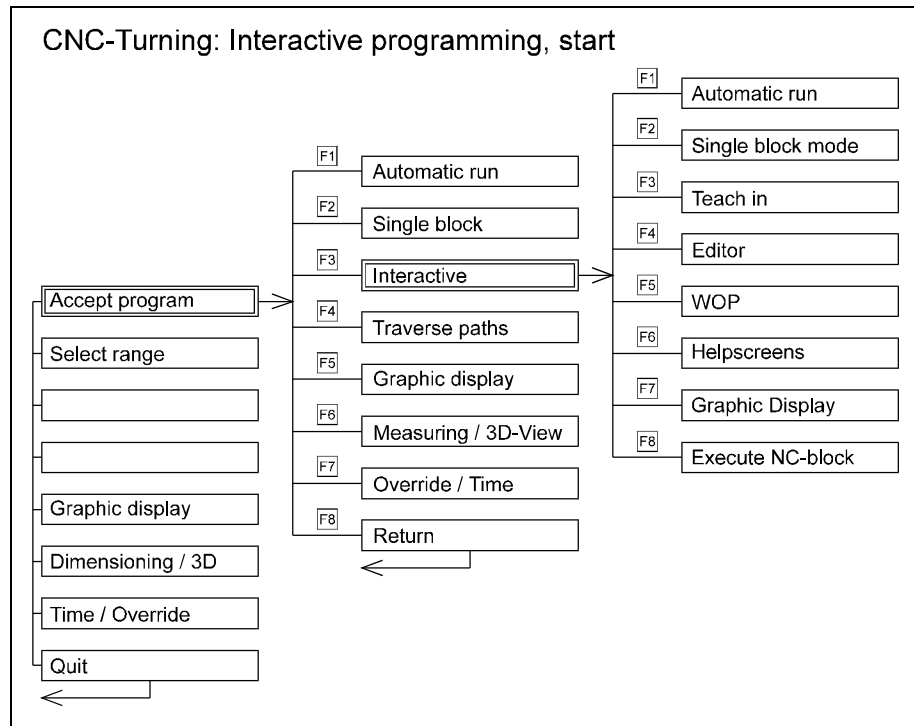 CNC-Turning: Interactive programming, start
Accept program
Select range
Graphic display
Dimensioning / 3D
Time / Override
Quit
F1
Automatic run
F2
Single block
F3
Interactive
F4
Traverse paths
F5
Graphic display
F6
Measuring / 3D-View
F7
Override / Time
F8
Return
F1
Automatic run
F2
Single block mode
F3
Teach in
F4
Editor
F5
WOP
F6
Helpscreens
F7
Graphic Display
F8
Execute NC-block